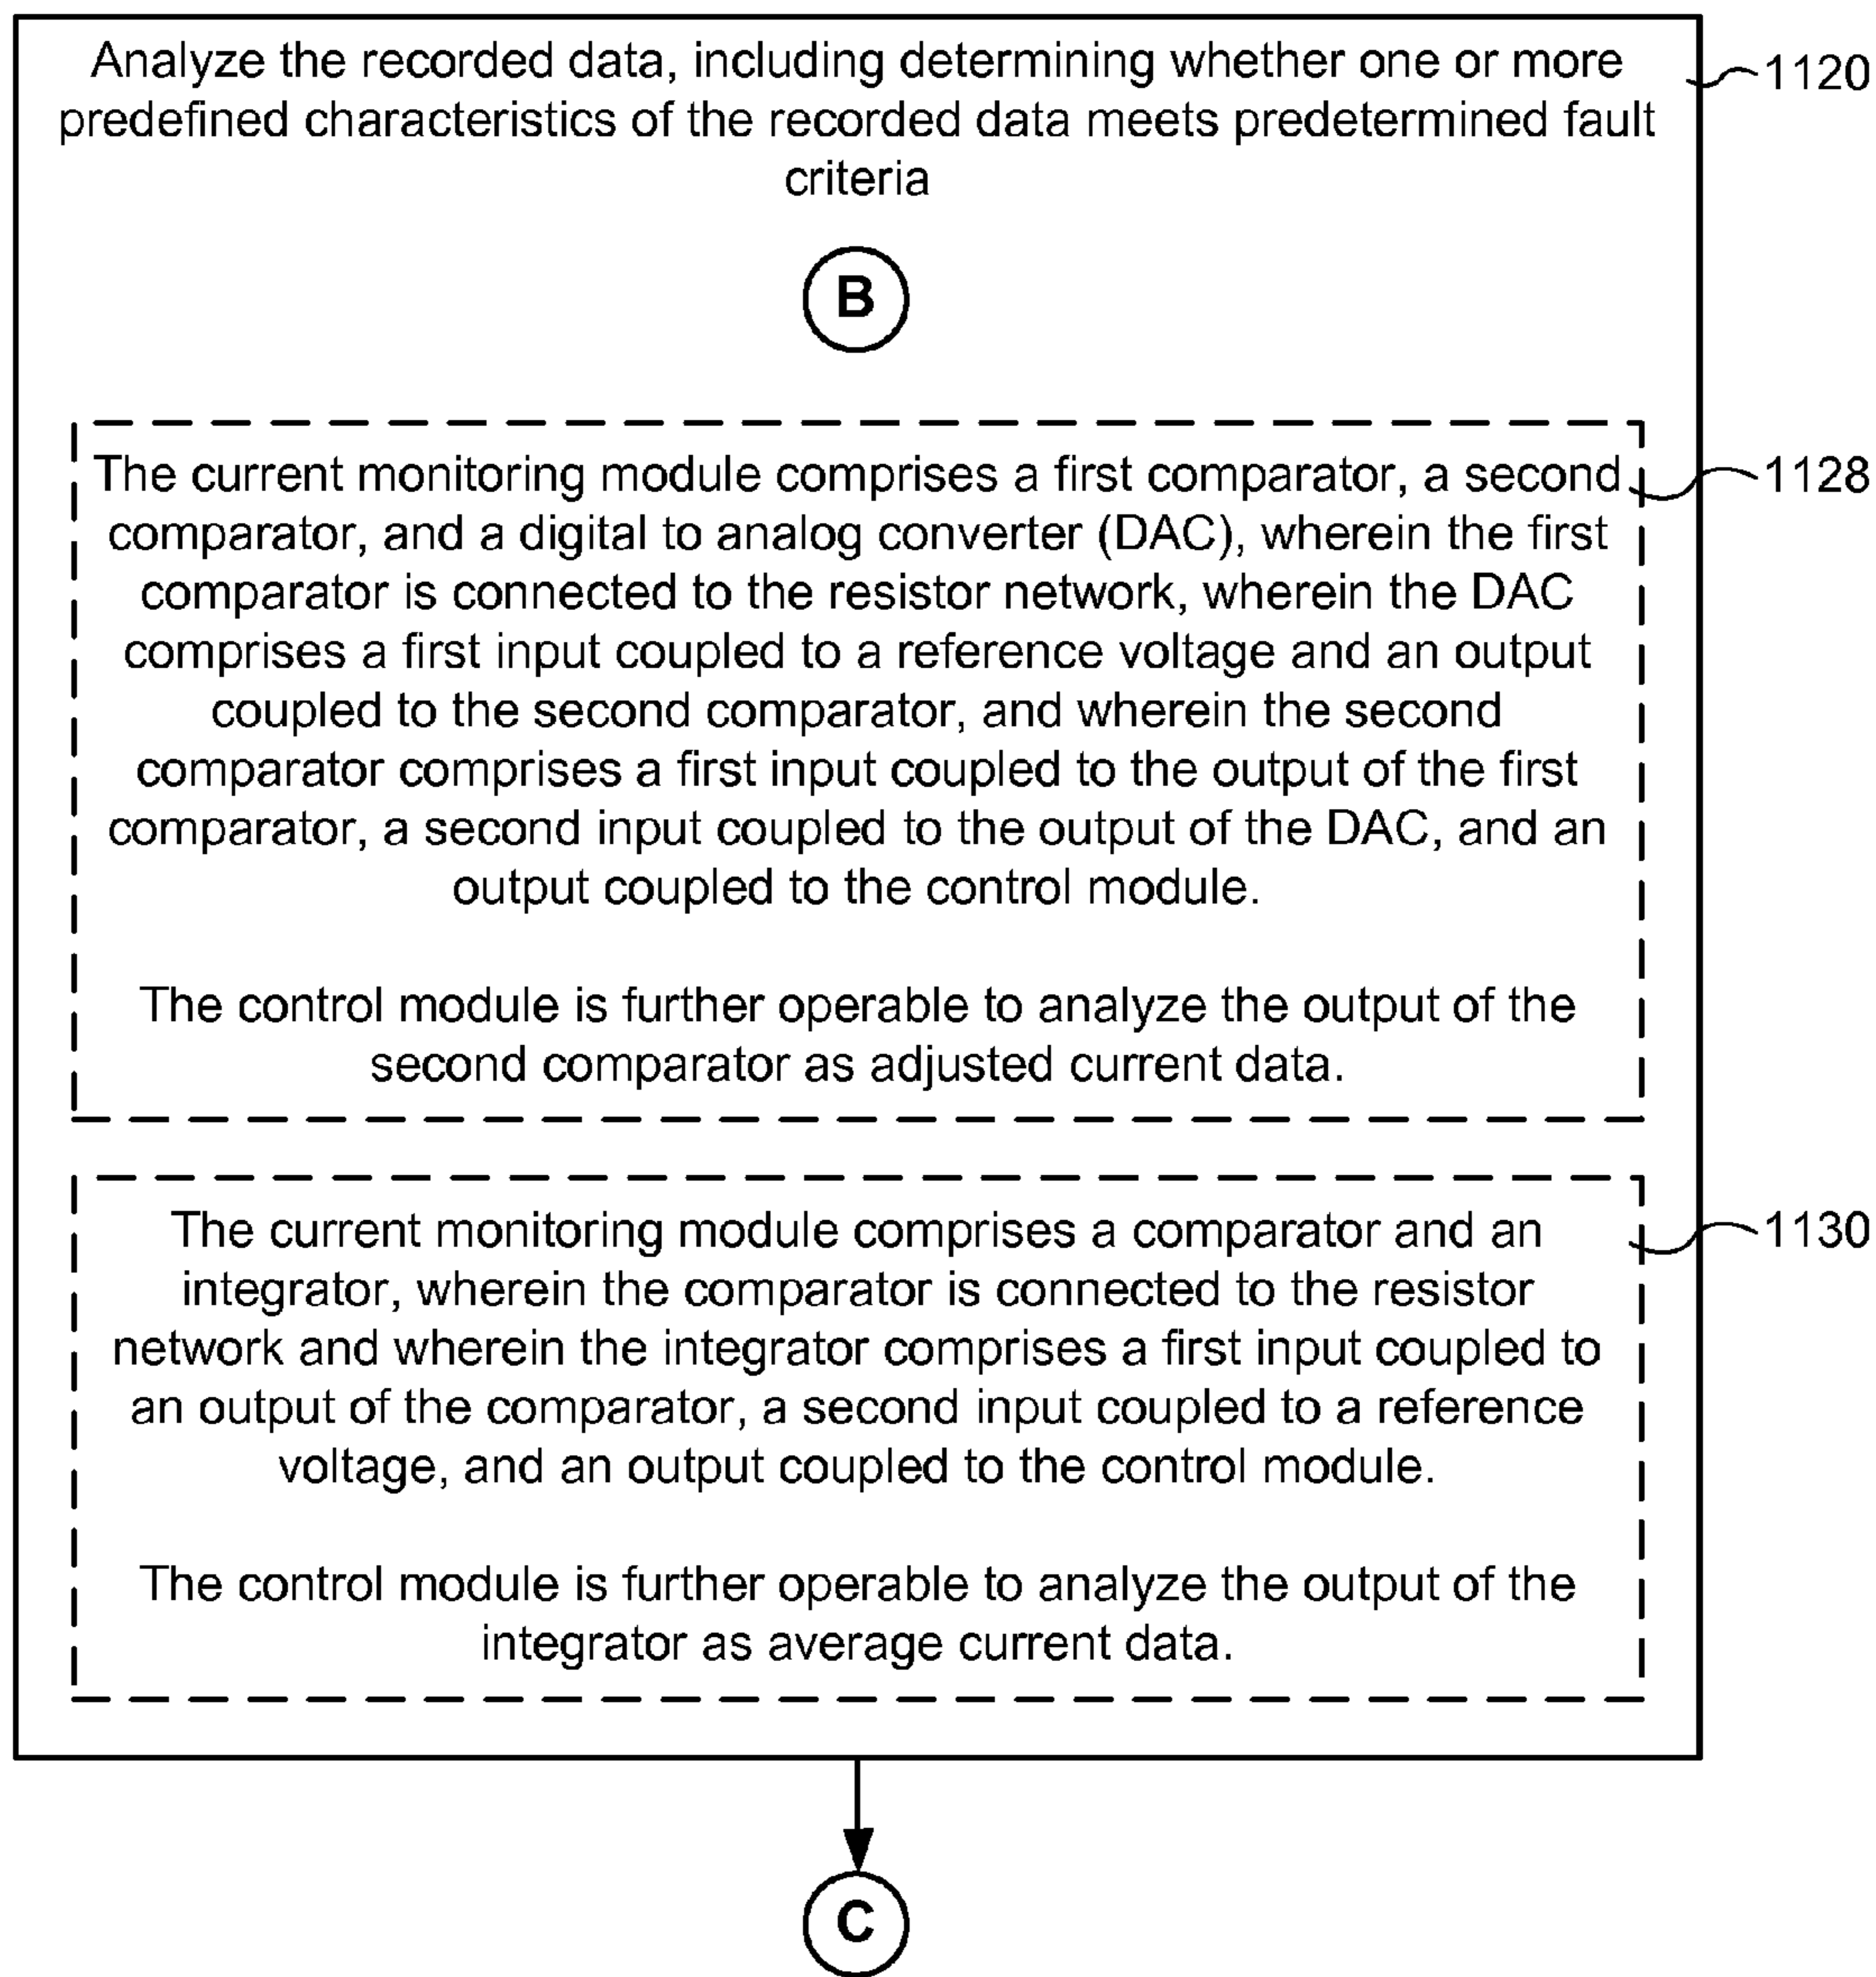 Analyze the recorded data, including determining whether one or more
predefined characteristics of the recorded data meets predetermined fault
criteria
1120
B
The current monitoring module comprises a first comparator, a second
comparator, and a digital to analog converter (DAC), wherein the first
comparator is connected to the resistor network, wherein the DAC
comprises a first input coupled to a reference voltage and an output
coupled to the second comparator, and wherein the second
comparator comprises a first input coupled to the output of the first
comparator, a second input coupled to the output of the DAC, and an
output coupled to the control module.
The control module is further operable to analyze the output of the
second comparator as adjusted current data.
1128
The current monitoring module comprises a comparator and an
integrator, wherein the comparator is connected to the resistor
network and wherein the integrator comprises a first input coupled to
an output of the comparator, a second input coupled to a reference
voltage, and an output coupled to the control module.
The control module is further operable to analyze the output of the
integrator as average current data.
1130
C